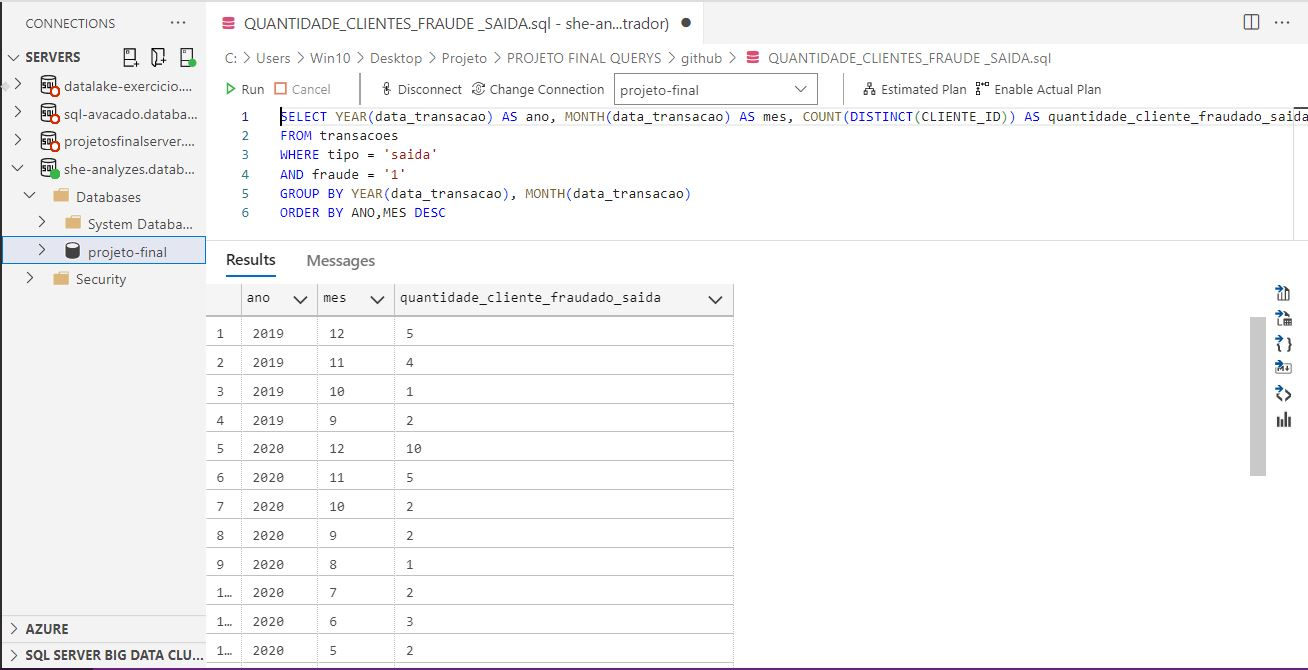 CONNECTIONS ...
QUANTIDADE_CLIENTES_FRAUDE _SAIDA.sql - she-an...trador) ●
SERVERS
C: > Users > Win10 > Desktop > Projeto > PROJETO FINAL QUERYS > github > QUANTIDADE_CLIENTES_FRAUDE _SAIDA.sql
datalake-exercicio....
sql-avacado.databa...
projetosfinalserver....
she-analyzes.datab...
Databases
System Databa...
projeto-final
Security
AZURE
SQL SERVER BIG DATA CLU...
Run Cancel Disconnect Change Connection projeto-final Estimated Plan Enable Actual Plan
1 SELECT YEAR(data_transacao) AS ano, MONTH(data_transacao) AS mes, COUNT(DISTINCT(CLIENTE_ID)) AS quantidade_cliente_fraudado_saida
2 FROM transacoes
3 WHERE tipo = 'saida'
4 AND fraude = '1'
5 GROUP BY YEAR(data_transacao), MONTH(data_transacao)
6 ORDER BY ANO,MES DESC
Results Messages
ano mes quantidade_cliente_fraudado_saida
1 2019 12 5
2 2019 11 4
3 2019 10 1
4 2019 9 2
5 2020 12 10
6 2020 11 5
7 2020 10 2
8 2020 9 2
9 2020 8 1
1... 2020 7 2
1... 2020 6 3
1... 2020 5 2